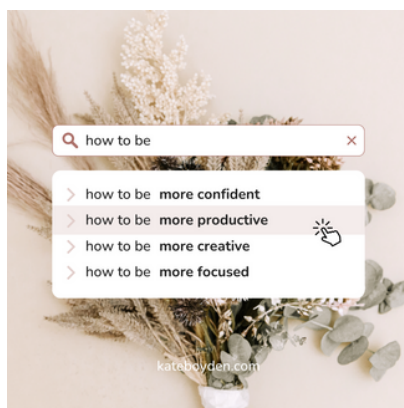 how to be
how to be more confident
how to be more productive
how to be more creative
how to be more focused
kateboyden.com